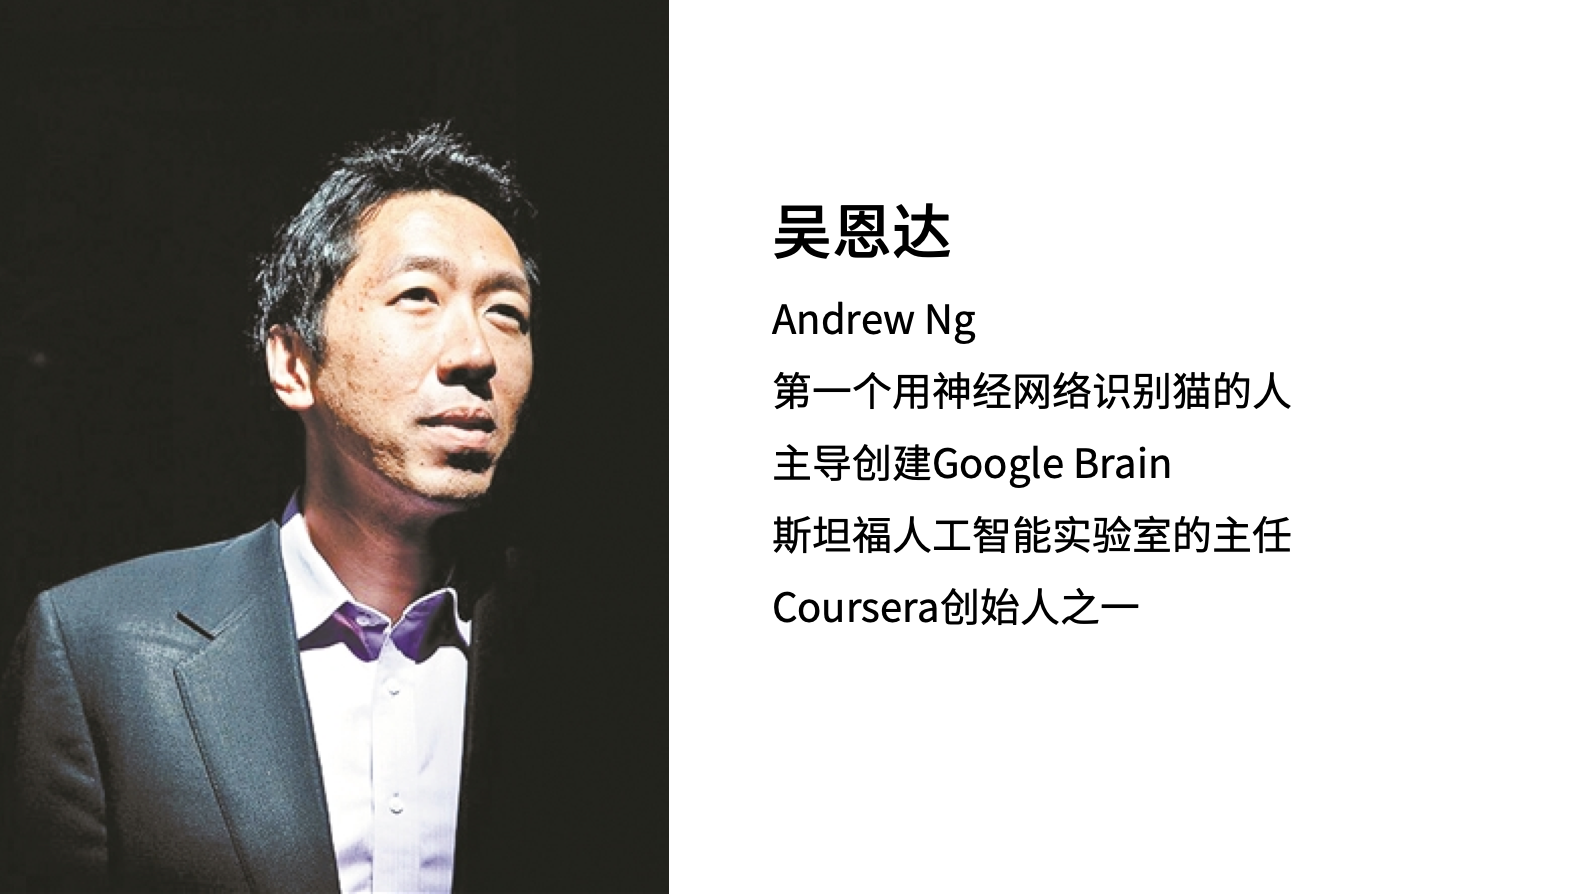 吴恩达
Andrew Ng
第一个用神经网络识别猫的人
主导创建Google Brain
斯坦福人工智能实验室的主任
Coursera创始人之一